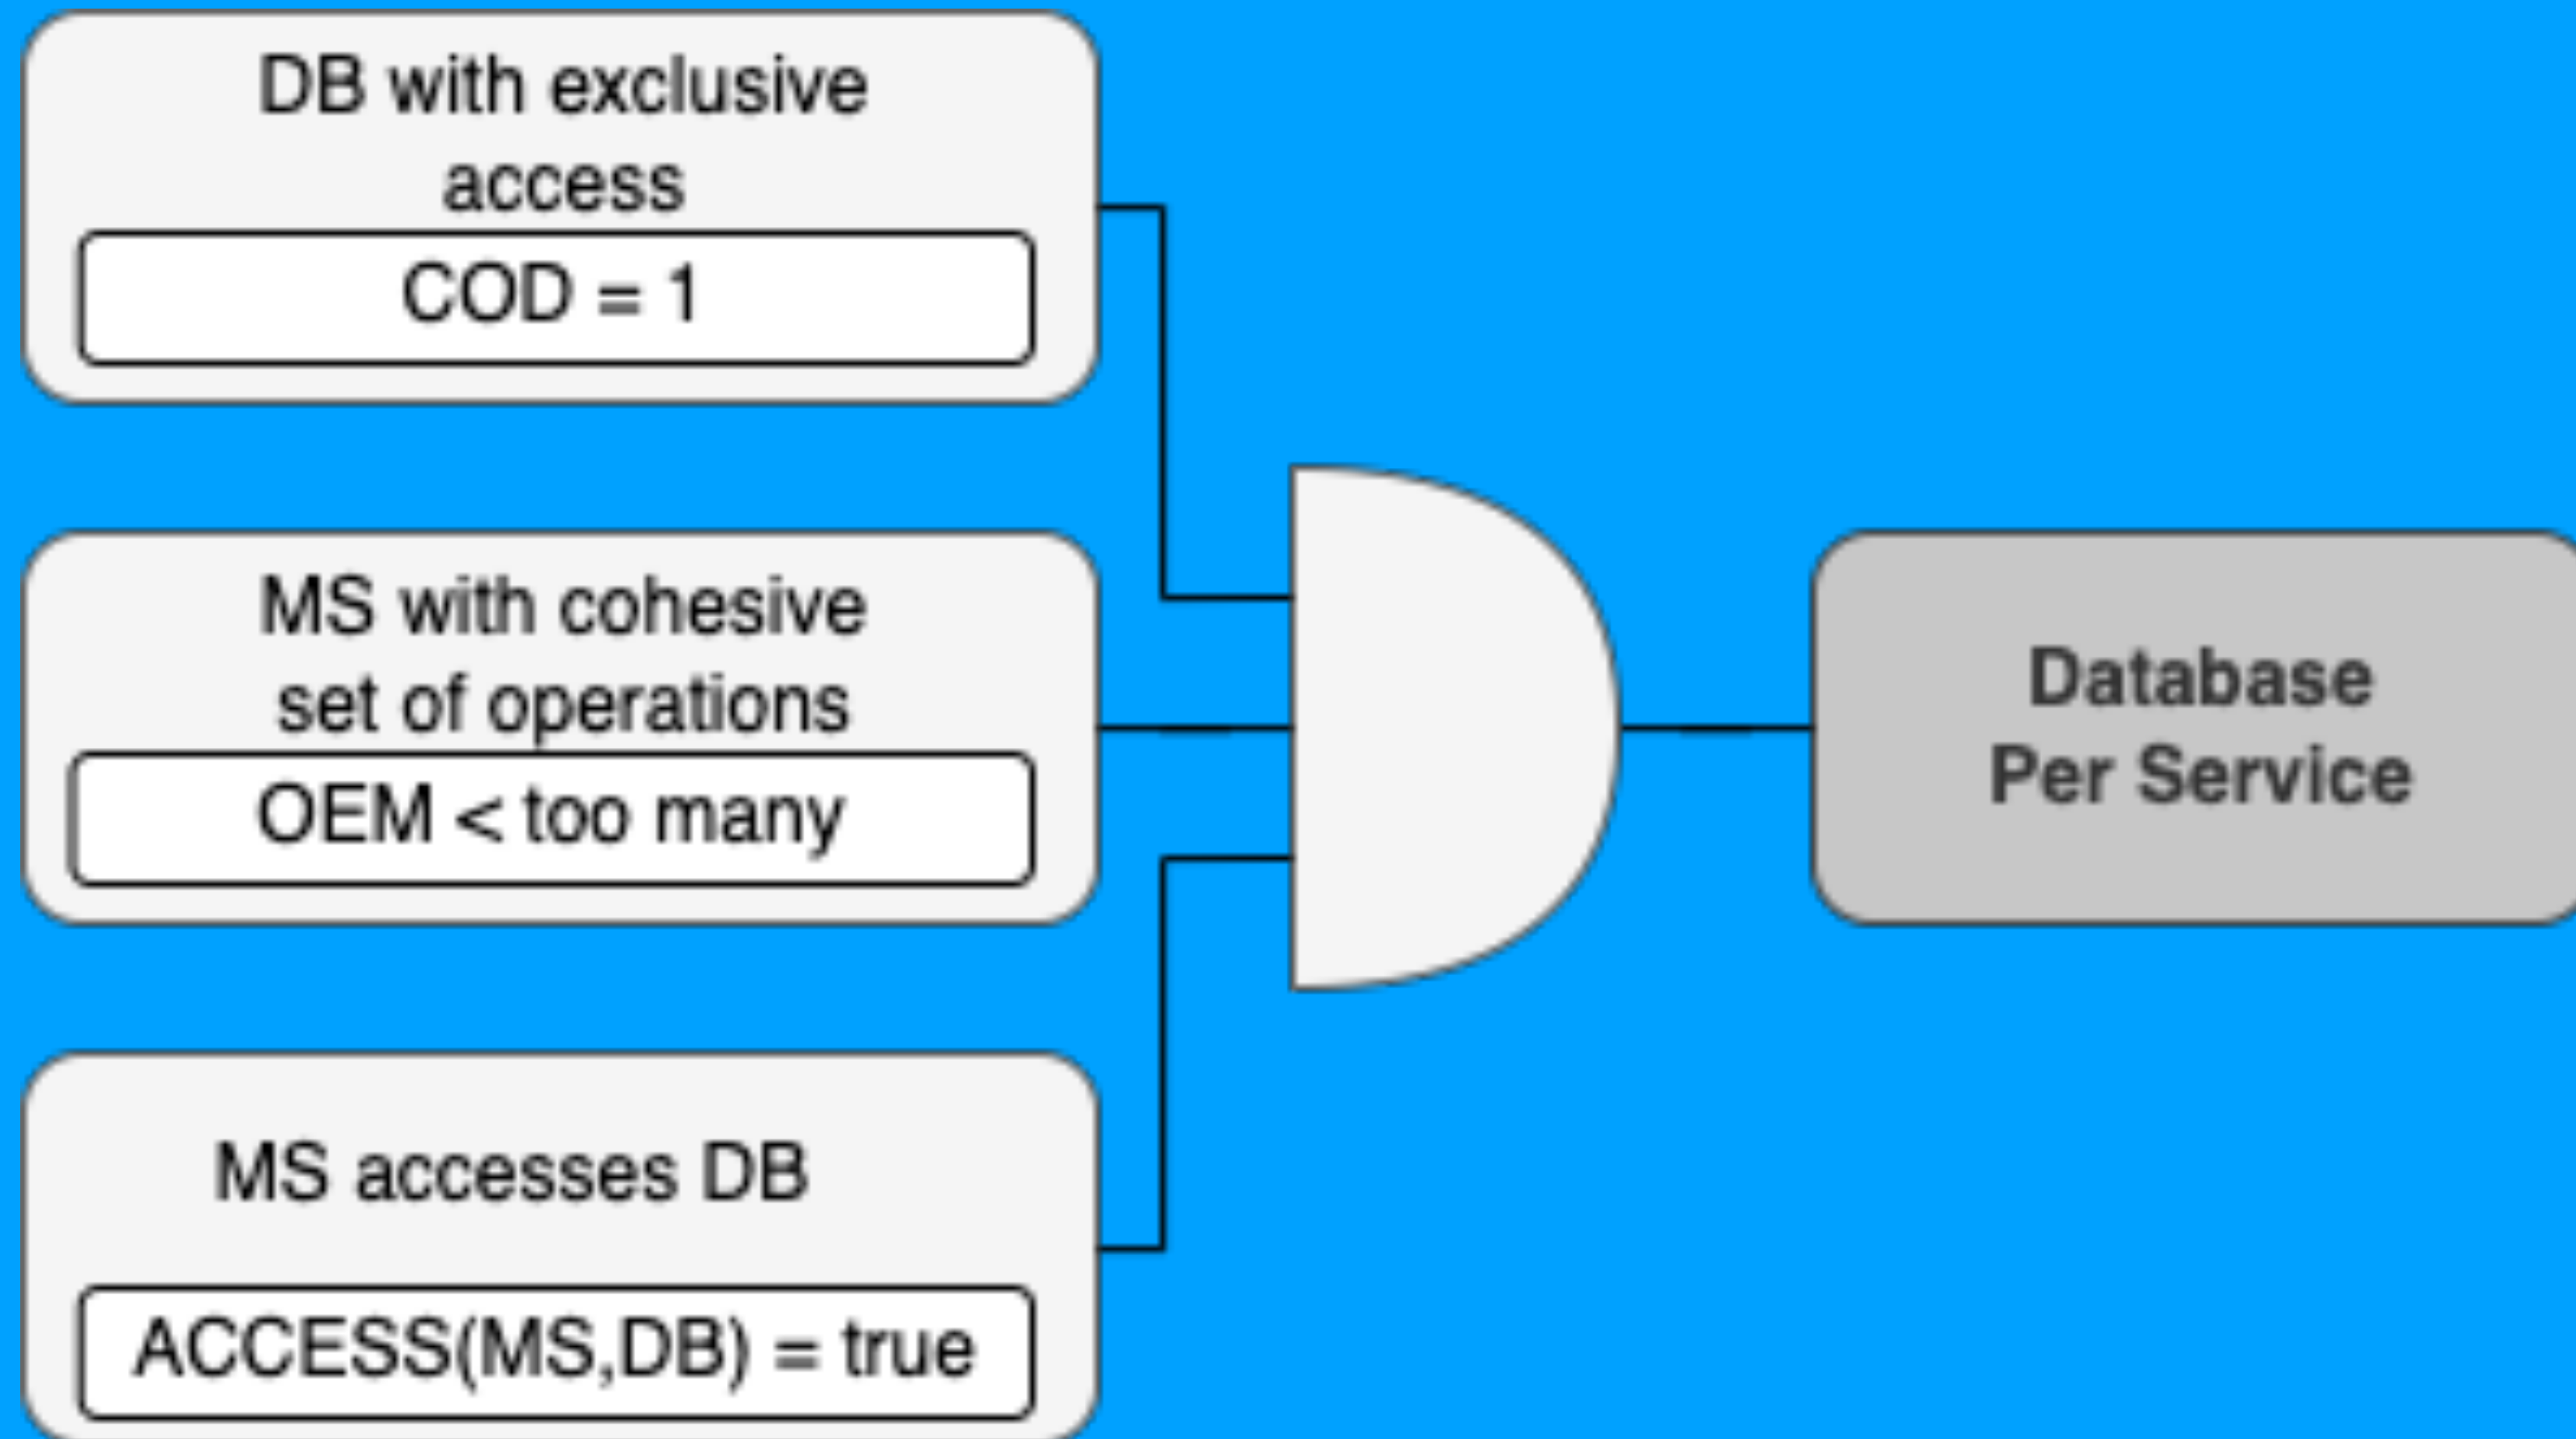 DB with exclusive
access
COD = 1
MS with cohesive
set of operations
OEM < too many
MS accesses DB
ACCESS(MS,DB) = true
Database
Per Service